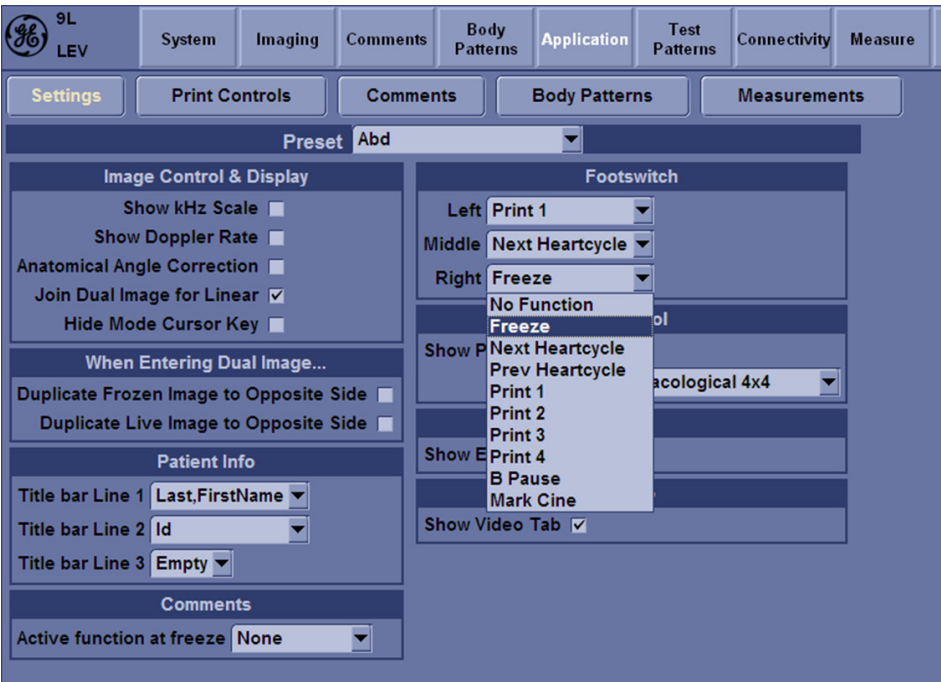 9L
LEV
System
Imaging
Comments
Body
Patterns
Application
Test
Patterns
Connectivity
Measure
Settings
Print Controls
Comments
Body Patterns
Measurements
Preset Abd
Image Control & Display
Show kHz Scale
Show Doppler Rate
Anatomical Angle Correction
Join Dual Image for Linear
Hide Mode Cursor Key
When Entering Dual Image...
Duplicate Frozen Image to Opposite Side
Duplicate Live Image to Opposite Side
Patient Info
Title bar Line 1 Last,FirstName
Title bar Line 2 Id
Title bar Line 3 Empty
Comments
Active function at freeze None
Footswitch
Left Print 1
Middle Next Heartcycle
Right Freeze
No Function
Freeze
Next Heartcycle
Prev Heartcycle
Print 1
Print 2
Print 3
Print 4
B Pause
Mark Cine
ol
Show P
acological 4x4
Show E
Show Video Tab